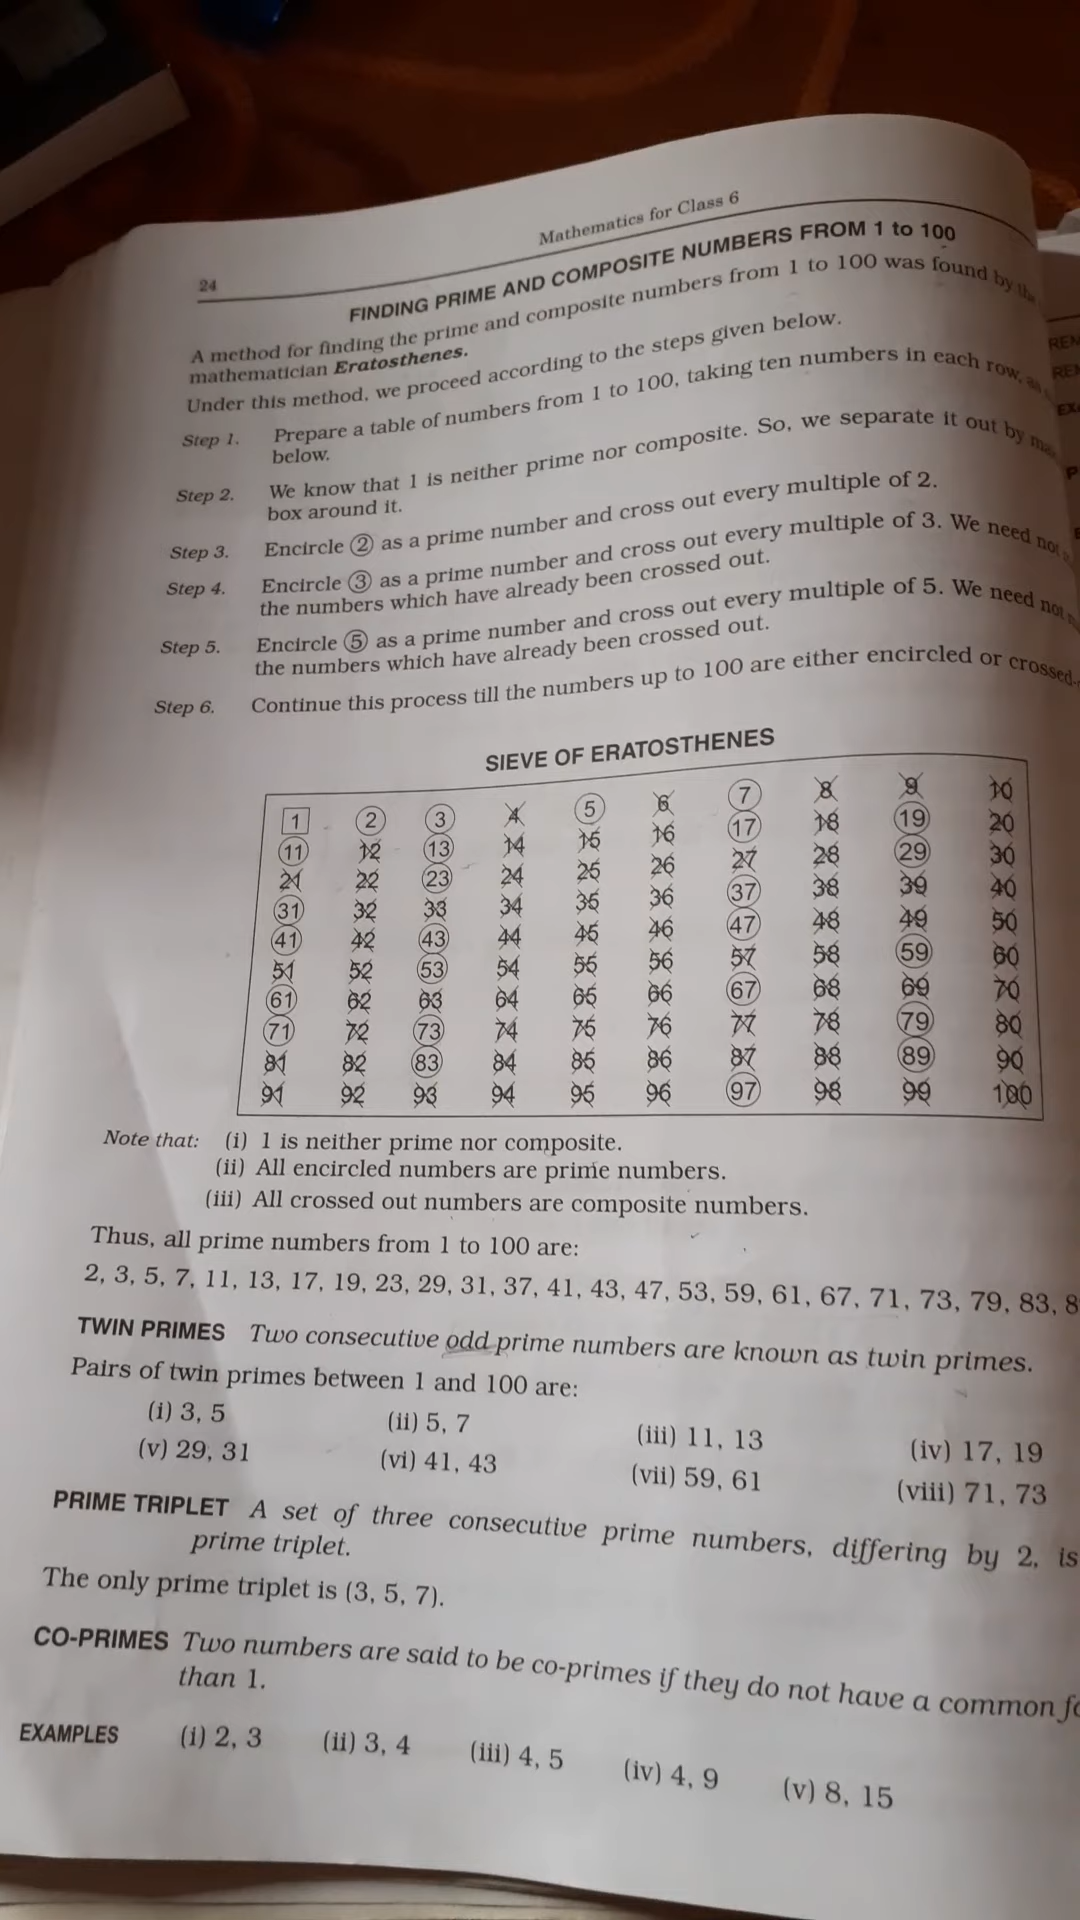 Mathematics for Class 6
24
FINDING PRIME AND COMPOSITE NUMBERS FROM 1 to 100
A method for finding the prime and composite numbers from 1 to 100 was found by the
mathematician Eratosthenes.
Under this method, we proceed according to the steps given below.
Step 1. Prepare a table of numbers from 1 to 100, taking ten numbers in each row, as
below.
Step 2. We know that 1 is neither prime nor composite. So, we separate it out by
box around it.
Step 3. Encircle 2 as a prime number and cross out every multiple of 2.
Step 4. Encircle 3 as a prime number and cross out every multiple of 3. We need not
the numbers which have already been crossed out.
Step 5. Encircle 5 as a prime number and cross out every multiple of 5. We need not
the numbers which have already been crossed out.
Step 6. Continue this process till the numbers up to 100 are either encircled or crossed-
SIEVE OF ERATOSTHENES
1 2 3 4 5 6 7 8 9 10
11 12 13 14 15 16 17 18 19 20
21 22 23 24 25 26 27 28 29 30
31 32 33 34 35 36 37 38 39 40
41 42 43 44 45 46 47 48 49 50
51 52 53 54 55 56 57 58 59 60
61 62 63 64 65 66 67 68 69 70
71 72 73 74 75 76 77 78 79 80
81 82 83 84 85 86 87 88 89 90
91 92 93 94 95 96 97 98 99 100
Note that: (i) 1 is neither prime nor composite.
(ii) All encircled numbers are prime numbers.
(iii) All crossed out numbers are composite numbers.
Thus, all prime numbers from 1 to 100 are:
2, 3, 5, 7, 11, 13, 17, 19, 23, 29, 31, 37, 41, 43, 47, 53, 59, 61, 67, 71, 73, 79, 83, 8
TWIN PRIMES Two consecutive odd prime numbers are known as twin primes.
Pairs of twin primes between 1 and 100 are:
(i) 3, 5 (ii) 5, 7 (iii) 11, 13 (iv) 17, 19
(v) 29, 31 (vi) 41, 43 (vii) 59, 61 (viii) 71, 73
PRIME TRIPLET A set of three consecutive prime numbers, differing by 2, is
prime triplet.
The only prime triplet is (3, 5, 7).
CO-PRIMES Two numbers are said to be co-primes if they do not have a common
than 1.
EXAMPLES (i) 2, 3 (ii) 3, 4 (iii) 4, 5 (iv) 4, 9 (v) 8, 15